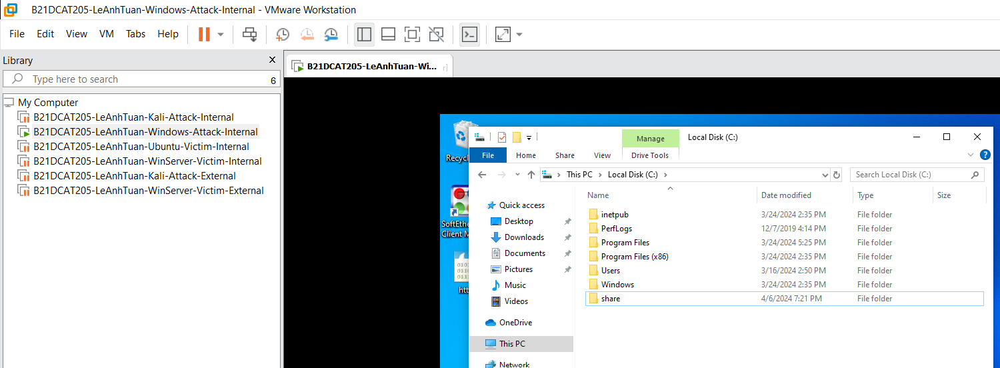 B21DCAT205-LeAnhTuan-Windows-Attack-Internal - VMware Workstation
File Edit View VM Tabs Help
Library
Type here to search 6
My Computer
B21DCAT205-LeAnhTuan-Kali-Attack-Internal
B21DCAT205-LeAnhTuan-Windows-Attack-Internal
B21DCAT205-LeAnhTuan-Ubuntu-Victim-Internal
B21DCAT205-LeAnhTuan-WinServer-Victim-Internal
B21DCAT205-LeAnhTuan-Kali-Attack-External
B21DCAT205-LeAnhTuan-WinServer-Victim-External
B21DCAT205-LeAnhTuan-Wi...
Manage Local Disk (C:)
File Home Share View Drive Tools
This PC Local Disk (C:) Search Local Disk (C:)
Quick access
Desktop
Downloads
Documents
Pictures
Music
Videos
OneDrive
This PC
Network
Name Date modified Type Size
inetpub 3/24/2024 2:35 PM File folder
PerfLogs 12/7/2019 4:14 PM File folder
Program Files 3/24/2024 5:25 PM File folder
Program Files (x86) 3/24/2024 2:35 PM File folder
Users 3/16/2024 2:50 PM File folder
Windows 3/24/2024 2:35 PM File folder
share 4/6/2024 7:21 PM File folder